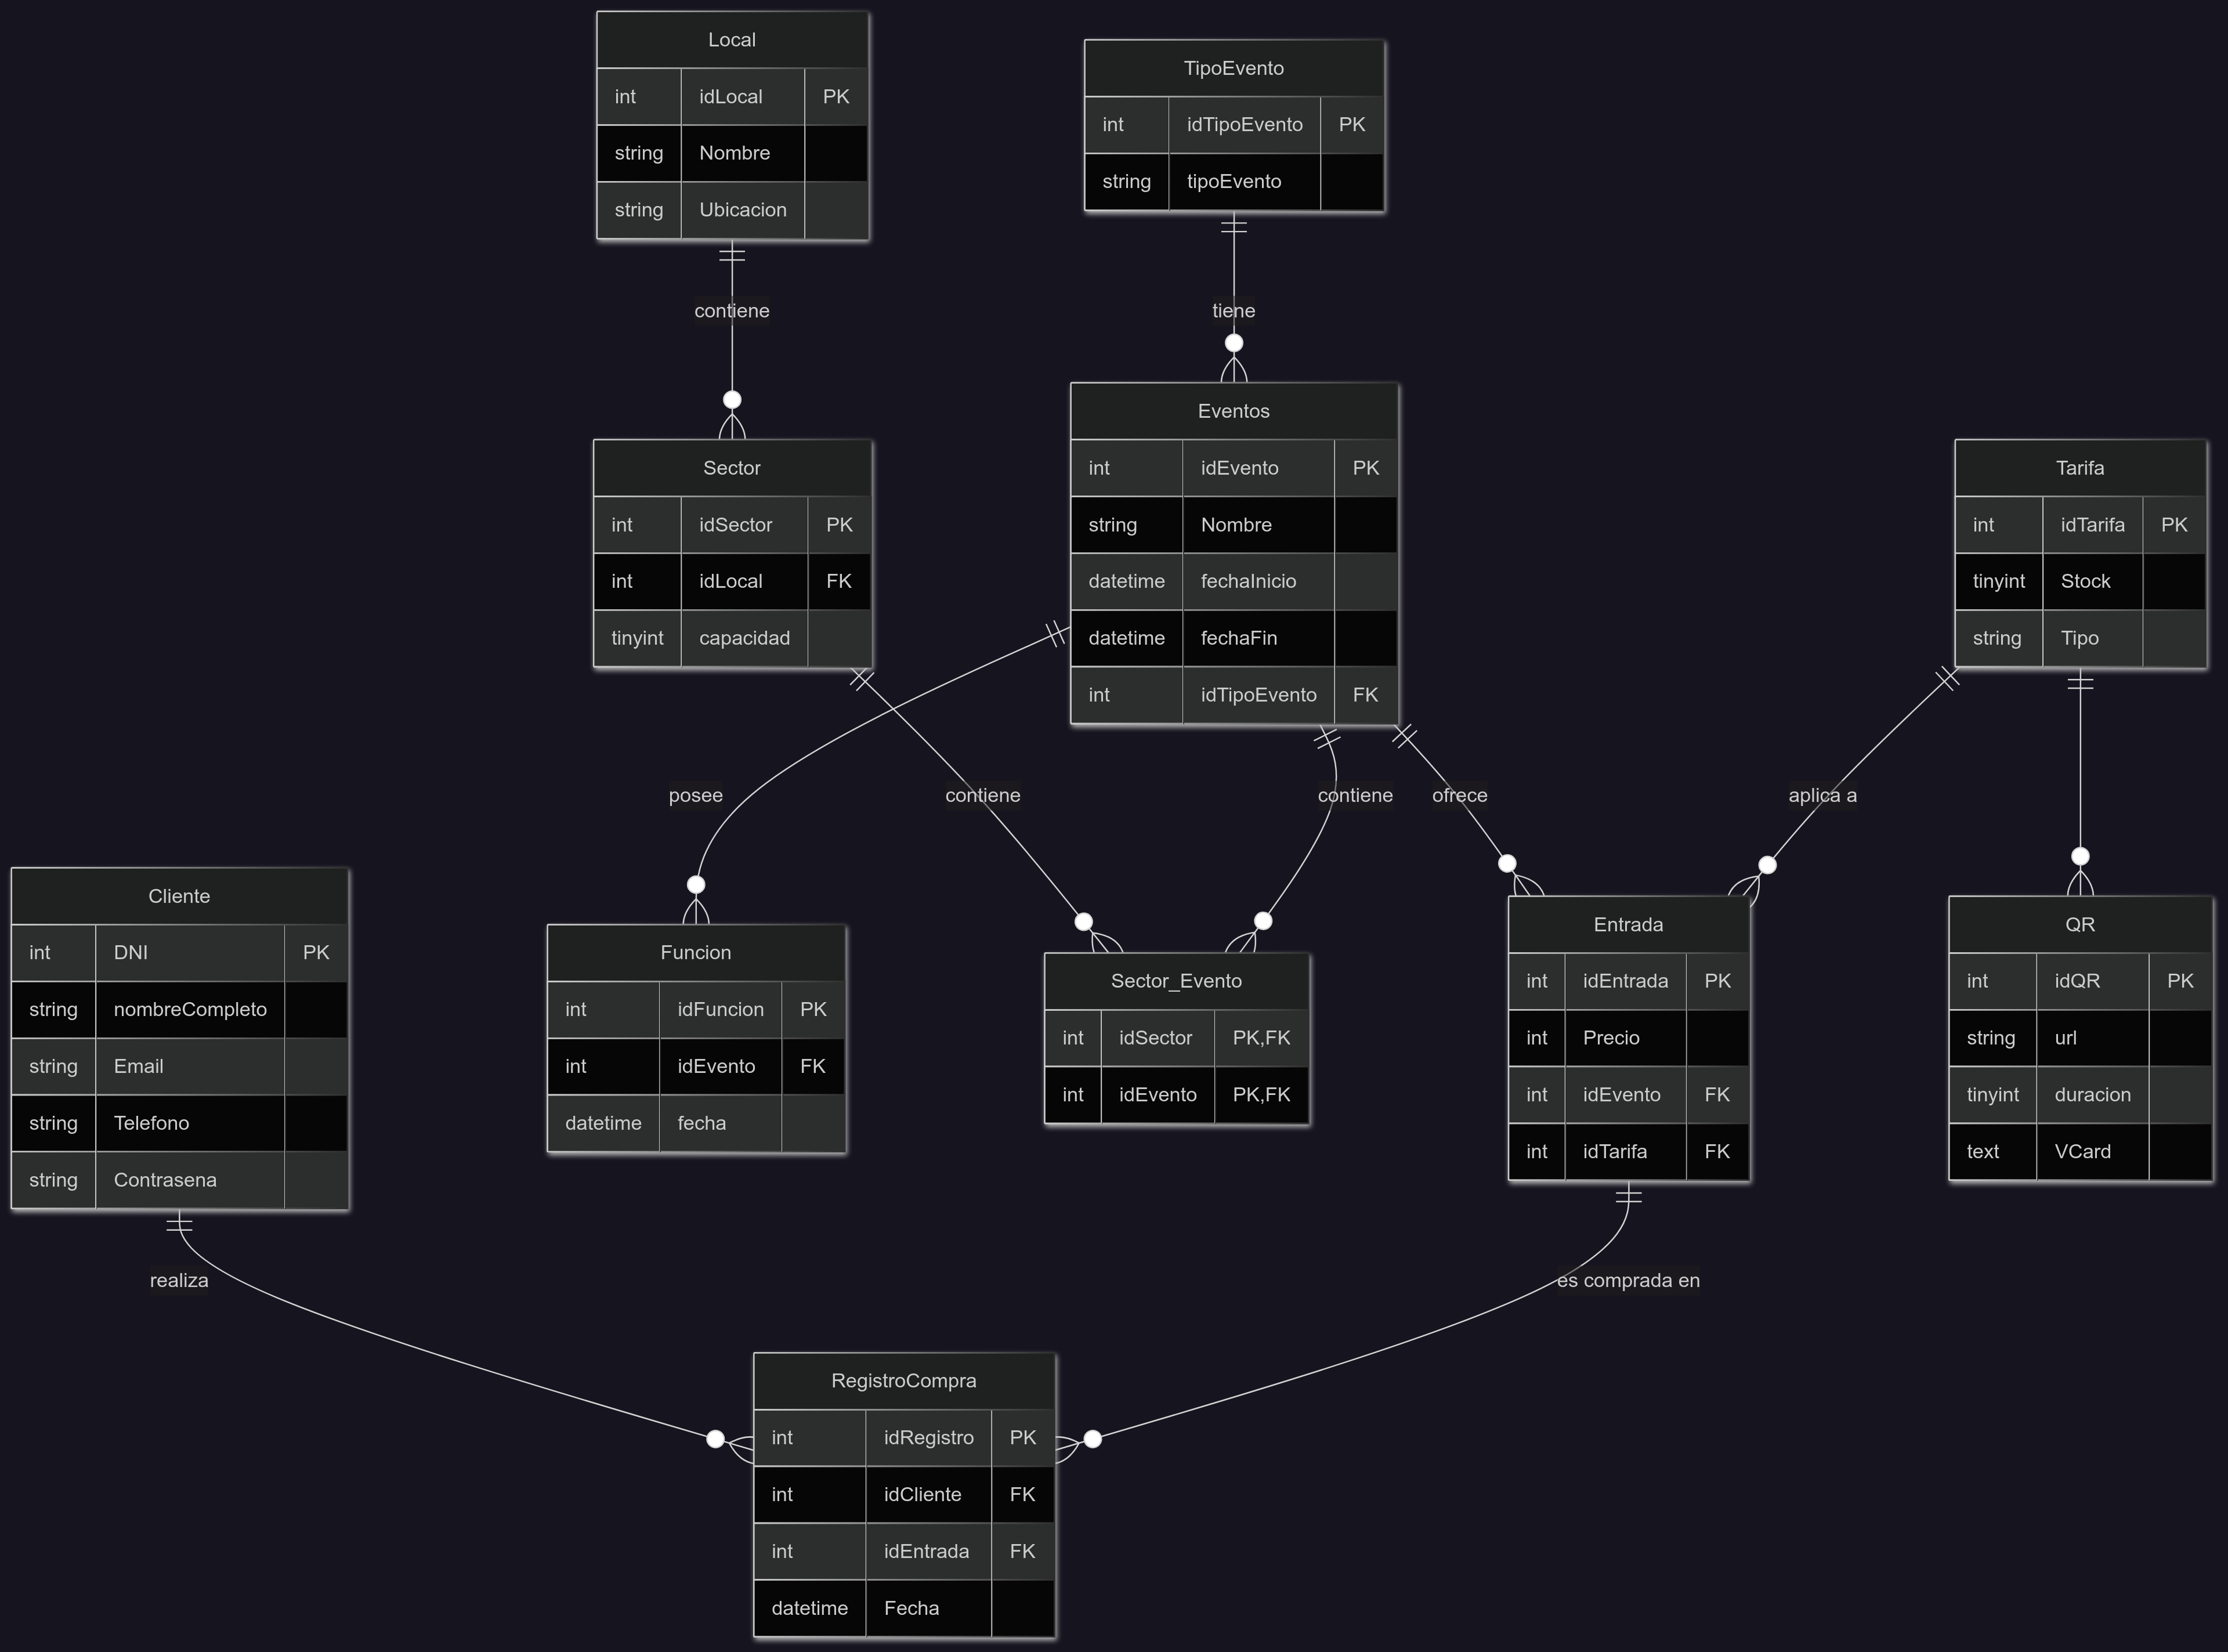 Local
int idLocal PK
string Nombre
string Ubicacion
TipoEvento
int idTipoEvento PK
string tipoEvento
contiene
tiene
Sector
int idSector PK
int idLocal FK
tinyint capacidad
Eventos
int idEvento PK
string Nombre
datetime fechaInicio
datetime fechaFin
int idTipoEvento FK
Tarifa
int idTarifa PK
tinyint Stock
string Tipo
posee
contiene
contiene
ofrece
aplica a
Cliente
int DNI PK
string nombreCompleto
string Email
string Telefono
string Contrasena
Funcion
int idFuncion PK
int idEvento FK
datetime fecha
Sector_Evento
int idSector PK,FK
int idEvento PK,FK
Entrada
int idEntrada PK
int Precio
int idEvento FK
int idTarifa FK
QR
int idQR PK
string url
tinyint duracion
text VCard
realiza
es comprada en
RegistroCompra
int idRegistro PK
int idCliente FK
int idEntrada FK
datetime Fecha